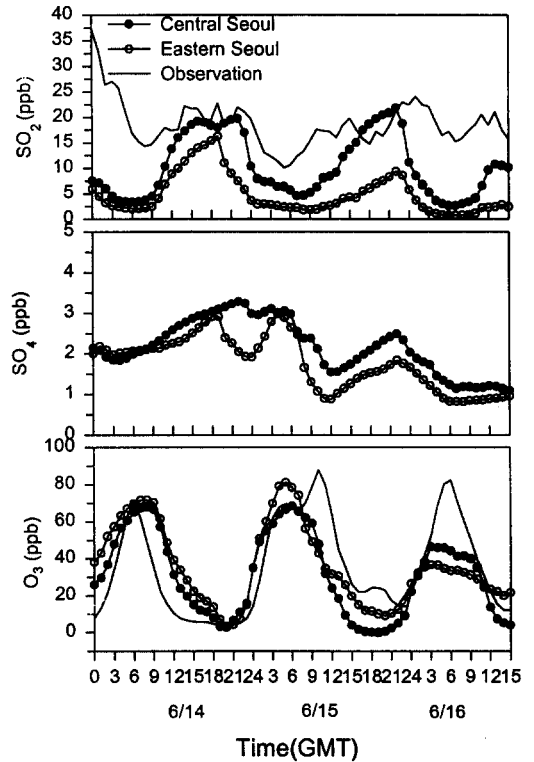 40
35
30
25
20
15
10
5
0
SO2 (ppb)
Central Seoul
Eastern Seoul
Observation
5
4
3
2
1
0
SO4 (ppb)
100
80
60
40
20
0
O3 (ppb)
0 3 6 9 12 15 18 21 24 3 6 9 12 15 18 21 24 3 6 9 12 15
6/14 6/15 6/16
Time(GMT)